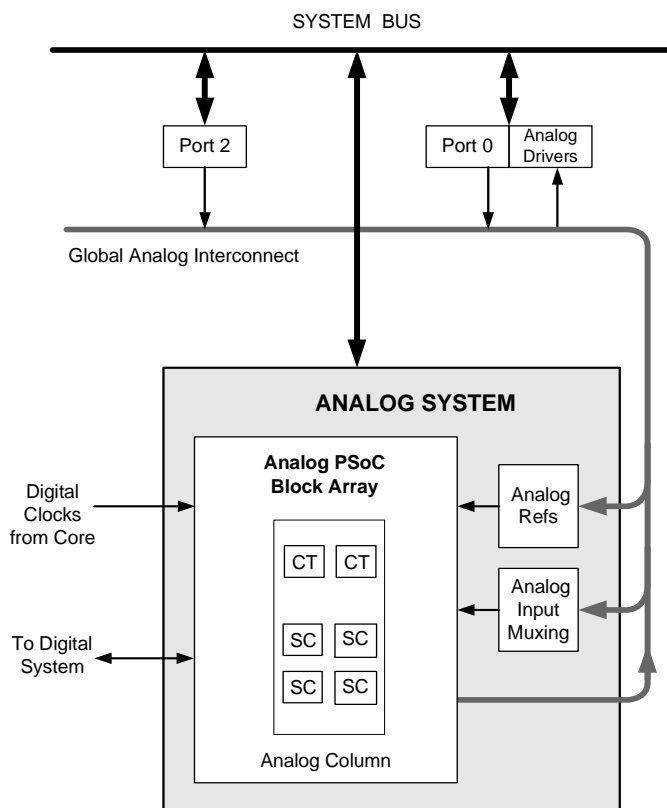 SYSTEM BUS
Port 2
Port 0
Analog
Drivers
Global Analog Interconnect
ANALOG SYSTEM
Analog PSoC
Block Array
Digital
Clocks
from Core
Analog
Refs
CT CT
Analog
Input
Muxing
To Digital
System
SC SC
SC SC
Analog Column